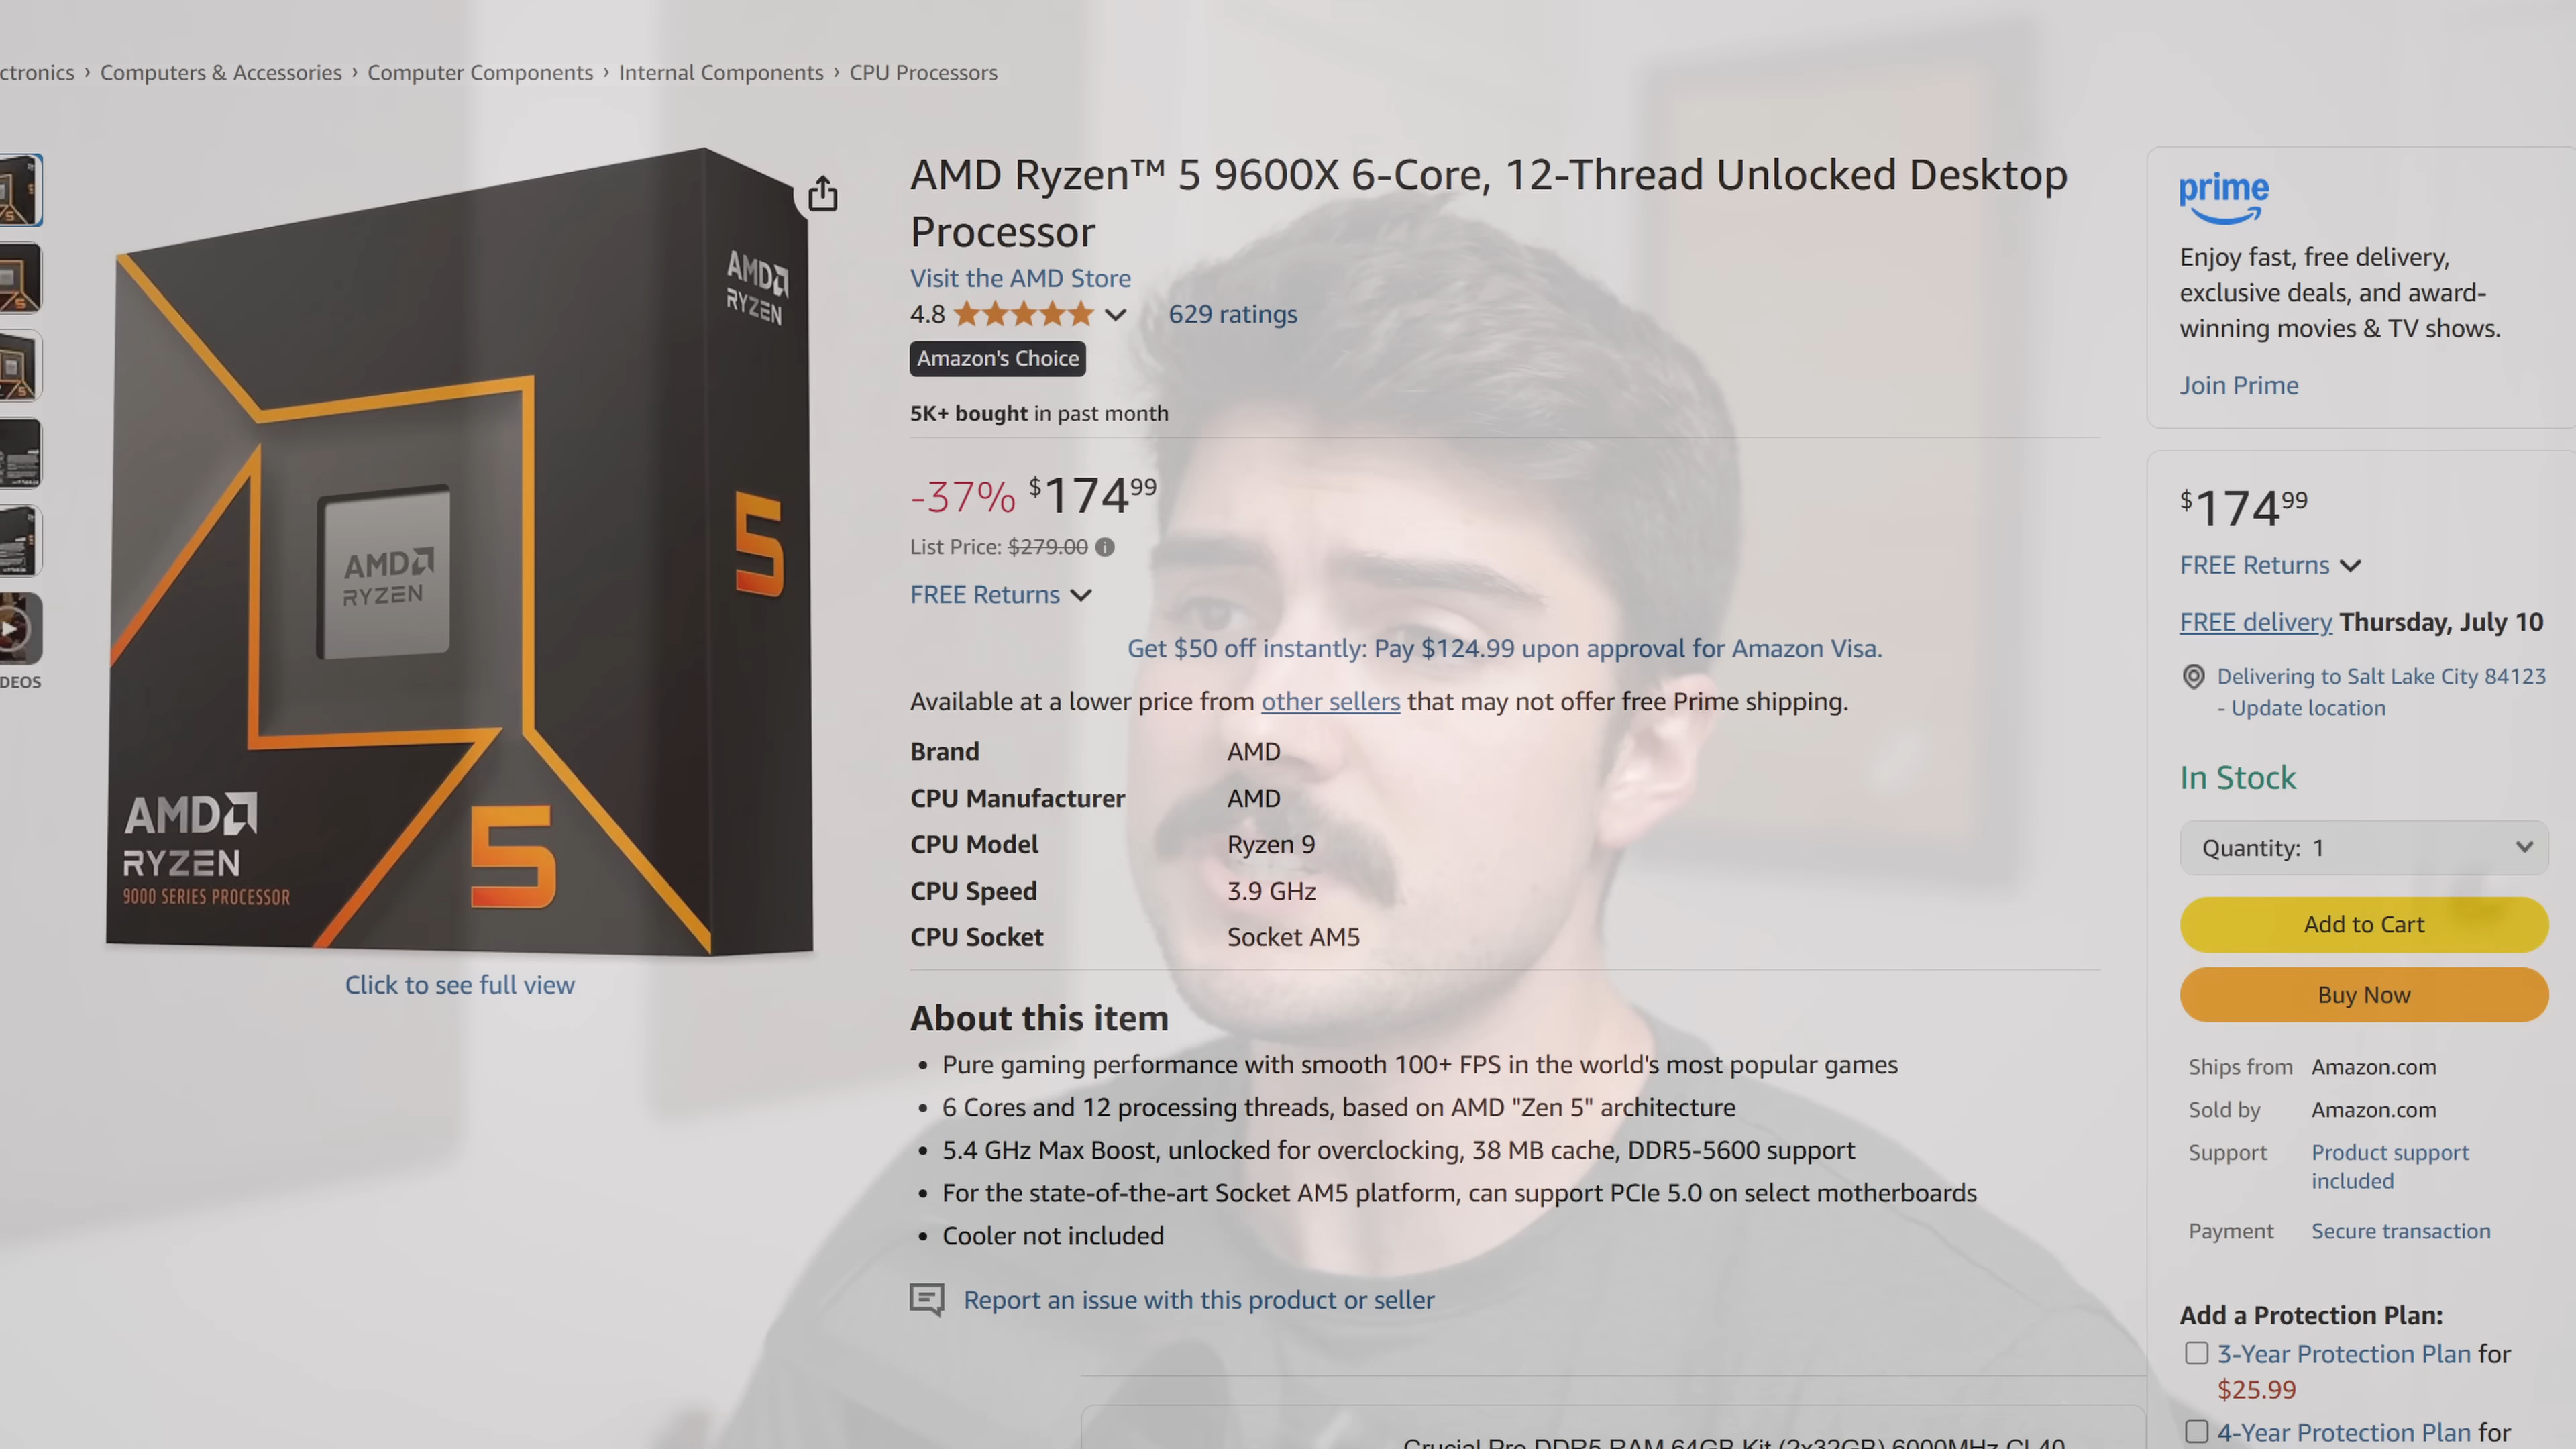 ctronics › Computers & Accessories › Computer Components › Internal Components › CPU Processors
DEOS
AMD
RYZEN
5
AMD
RYZEN
AMD
RYZEN
9000 SERIES PROCESSOR
5
Click to see full view
AMD Ryzen™ 5 9600X 6-Core, 12-Thread Unlocked Desktop
Processor
Visit the AMD Store
4.8 629 ratings
Amazon's Choice
5K+ bought in past month
-37% $174.99
List Price: $279.00
FREE Returns
Get $50 off instantly: Pay $124.99 upon approval for Amazon Visa.
Available at a lower price from other sellers that may not offer free Prime shipping.
Brand AMD
CPU Manufacturer AMD
CPU Model Ryzen 9
CPU Speed 3.9 GHz
CPU Socket Socket AM5
About this item
• Pure gaming performance with smooth 100+ FPS in the world's most popular games
• 6 Cores and 12 processing threads, based on AMD "Zen 5" architecture
• 5.4 GHz Max Boost, unlocked for overclocking, 38 MB cache, DDR5-5600 support
• For the state-of-the-art Socket AM5 platform, can support PCIe 5.0 on select motherboards
• Cooler not included
Report an issue with this product or seller
Crucial Pro DDR5 RAM 64GB Kit (2x32GB) 6000MHz CL40
prime
Enjoy fast, free delivery,
exclusive deals, and award-
winning movies & TV shows.
Join Prime
$174.99
FREE Returns
FREE delivery Thursday, July 10
Delivering to Salt Lake City 84123
- Update location
In Stock
Quantity: 1
Add to Cart
Buy Now
Ships from Amazon.com
Sold by Amazon.com
Support Product support
included
Payment Secure transaction
Add a Protection Plan:
3-Year Protection Plan for
$25.99
4-Year Protection Plan for